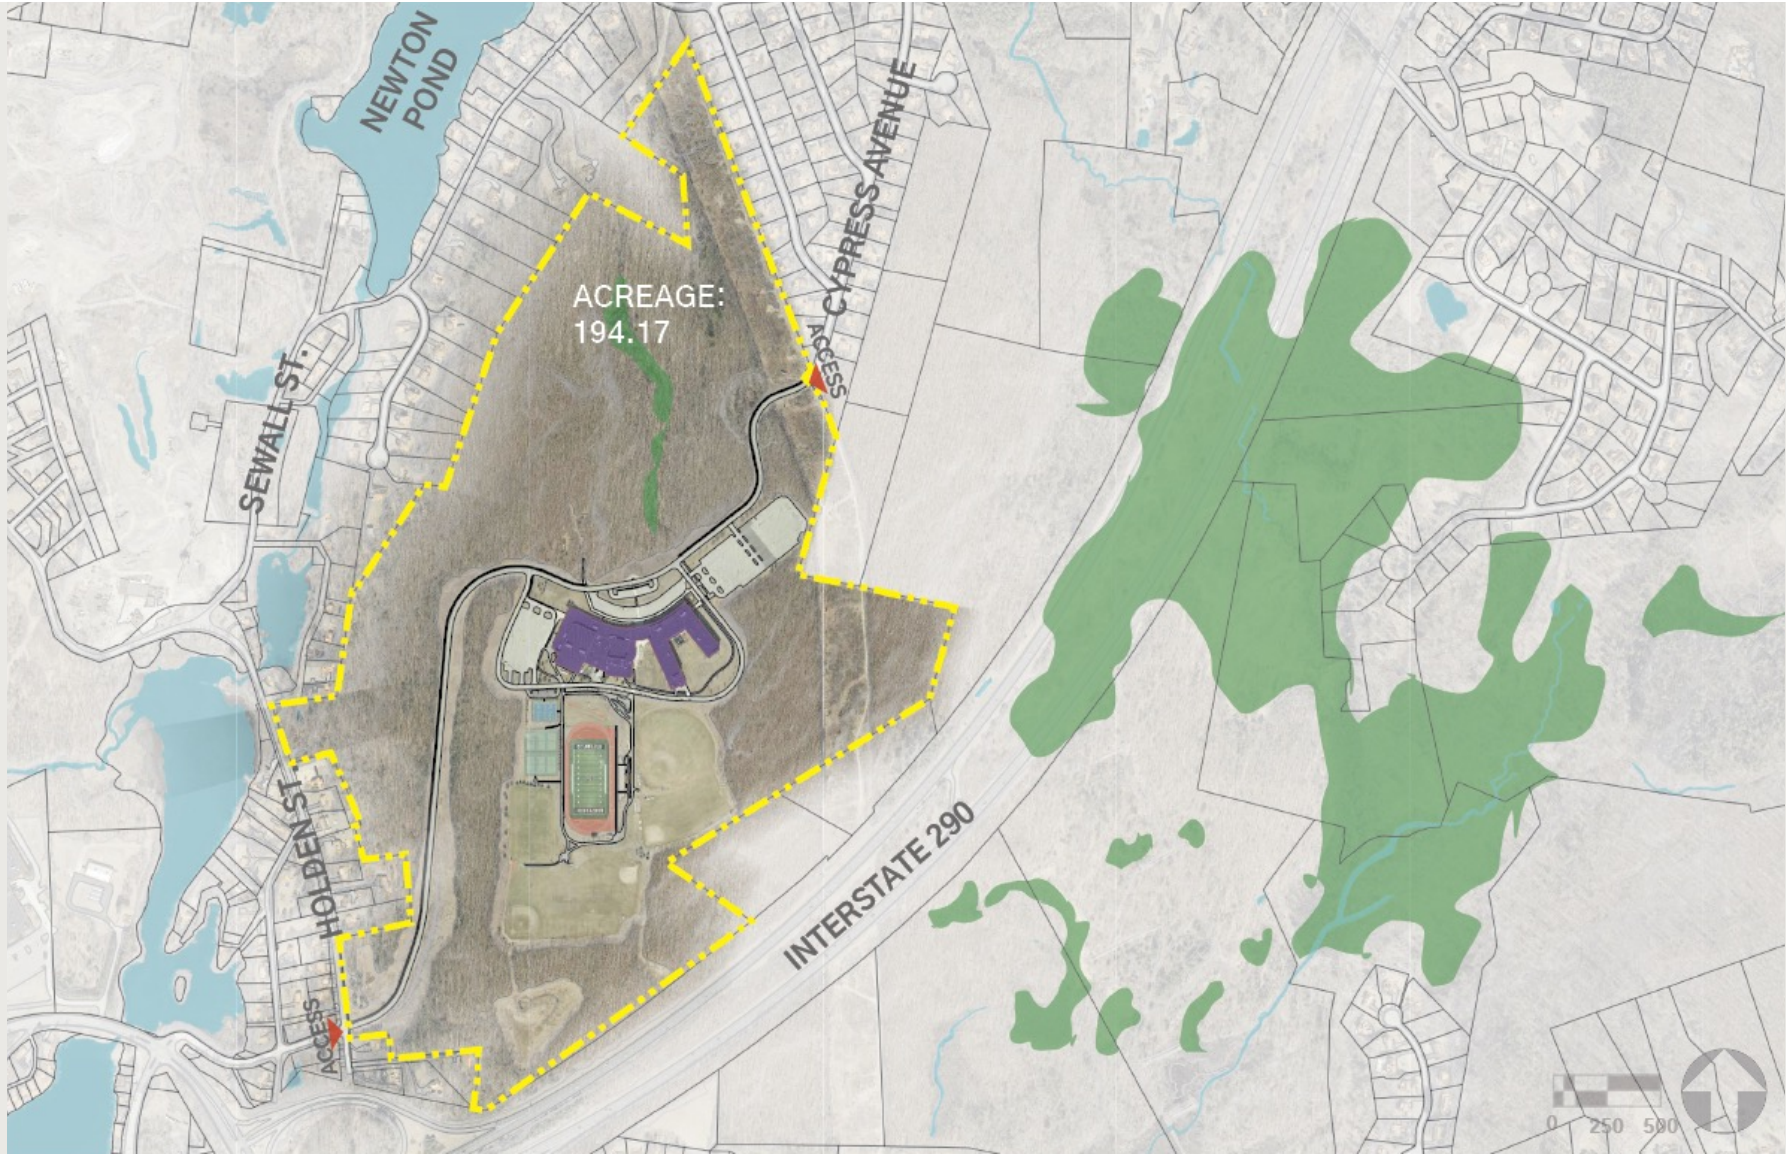 NEWTON
POND
CYPRESS AVENUE
ACREAGE:
194.17
ACCESS
SEWALL ST.
HOLDEN ST
INTERSTATE 290
ACCESS
0 250 500